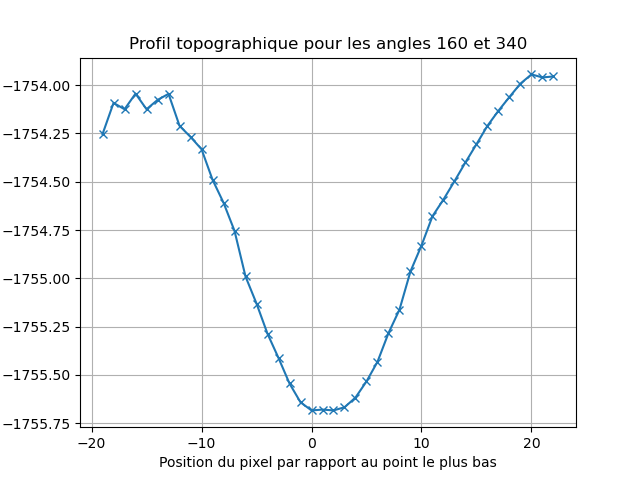 Profil topographique pour les angles 160 et 340
−1754.00
−1754.25
−1754.50
−1754.75
−1755.00
−1755.25
−1755.50
−1755.75
−20 −10 0 10 20
Position du pixel par rapport au point le plus bas